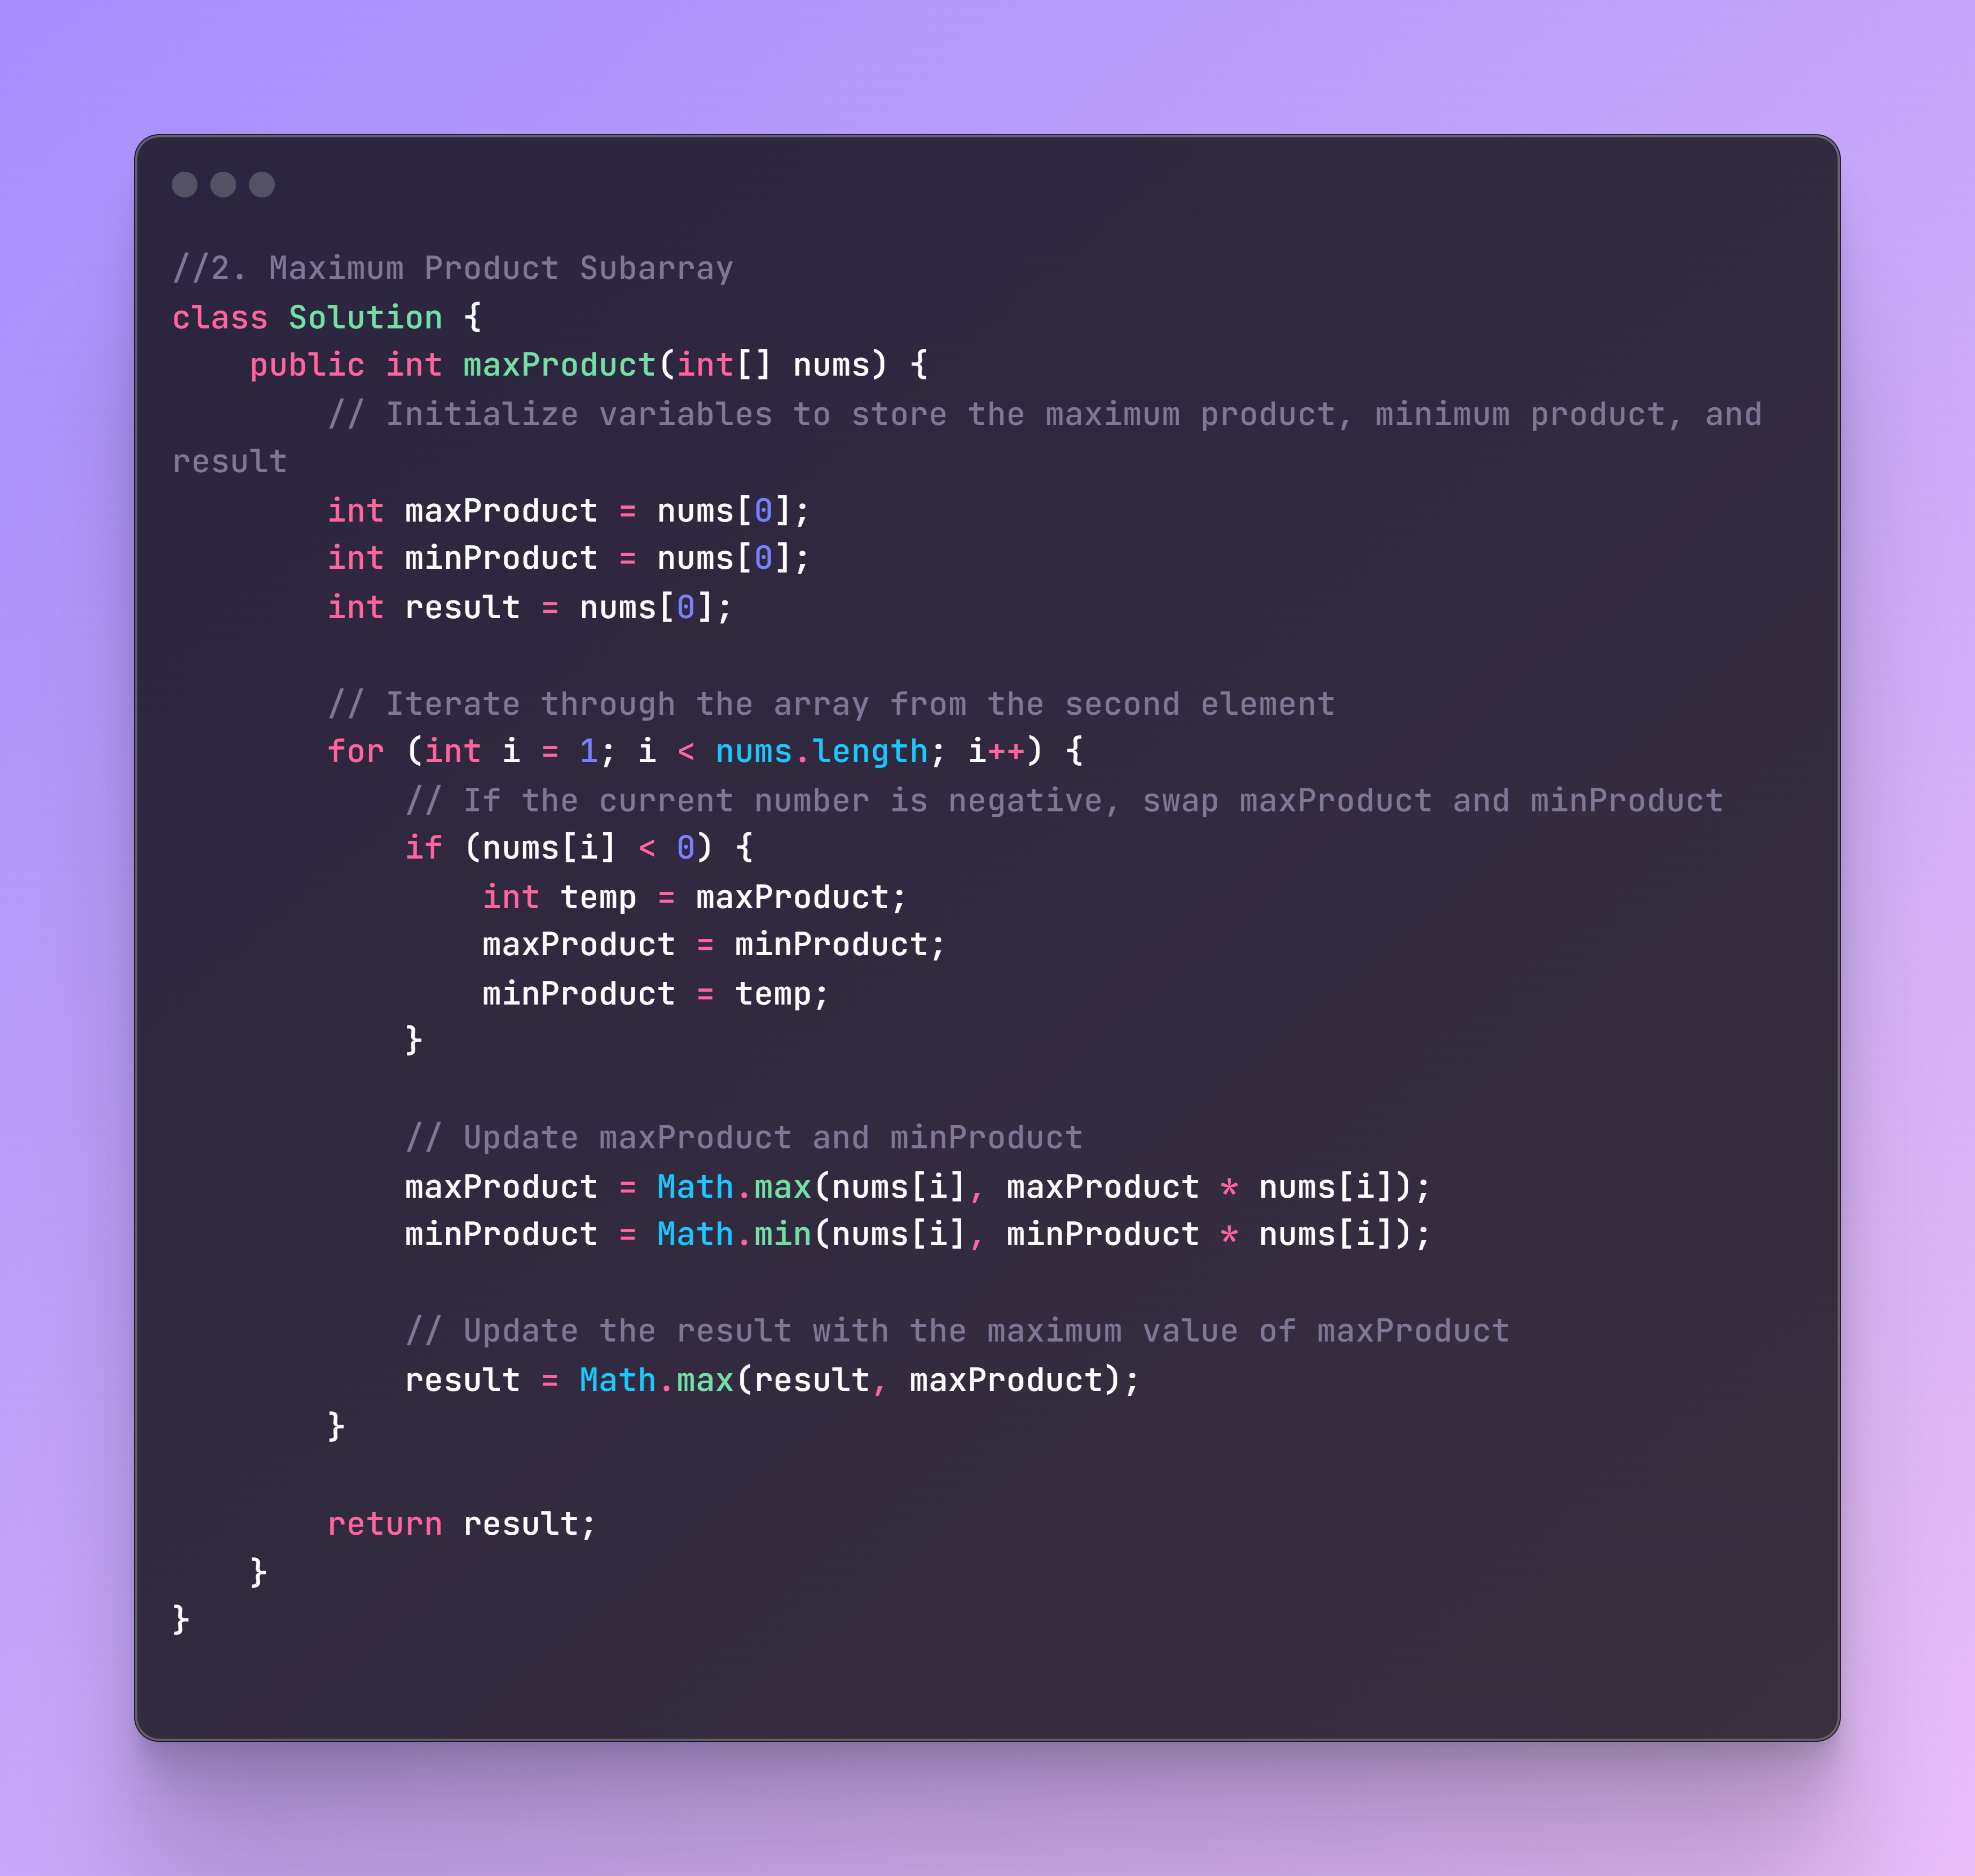 //2. Maximum Product Subarray
class Solution {
    public int maxProduct(int[] nums) {
        // Initialize variables to store the maximum product, minimum product, and
result
        int maxProduct = nums[0];
        int minProduct = nums[0];
        int result = nums[0];

        // Iterate through the array from the second element
        for (int i = 1; i < nums.length; i++) {
            // If the current number is negative, swap maxProduct and minProduct
            if (nums[i] < 0) {
                int temp = maxProduct;
                maxProduct = minProduct;
                minProduct = temp;
            }

            // Update maxProduct and minProduct
            maxProduct = Math.max(nums[i], maxProduct * nums[i]);
            minProduct = Math.min(nums[i], minProduct * nums[i]);

            // Update the result with the maximum value of maxProduct
            result = Math.max(result, maxProduct);
        }

        return result;
    }
}